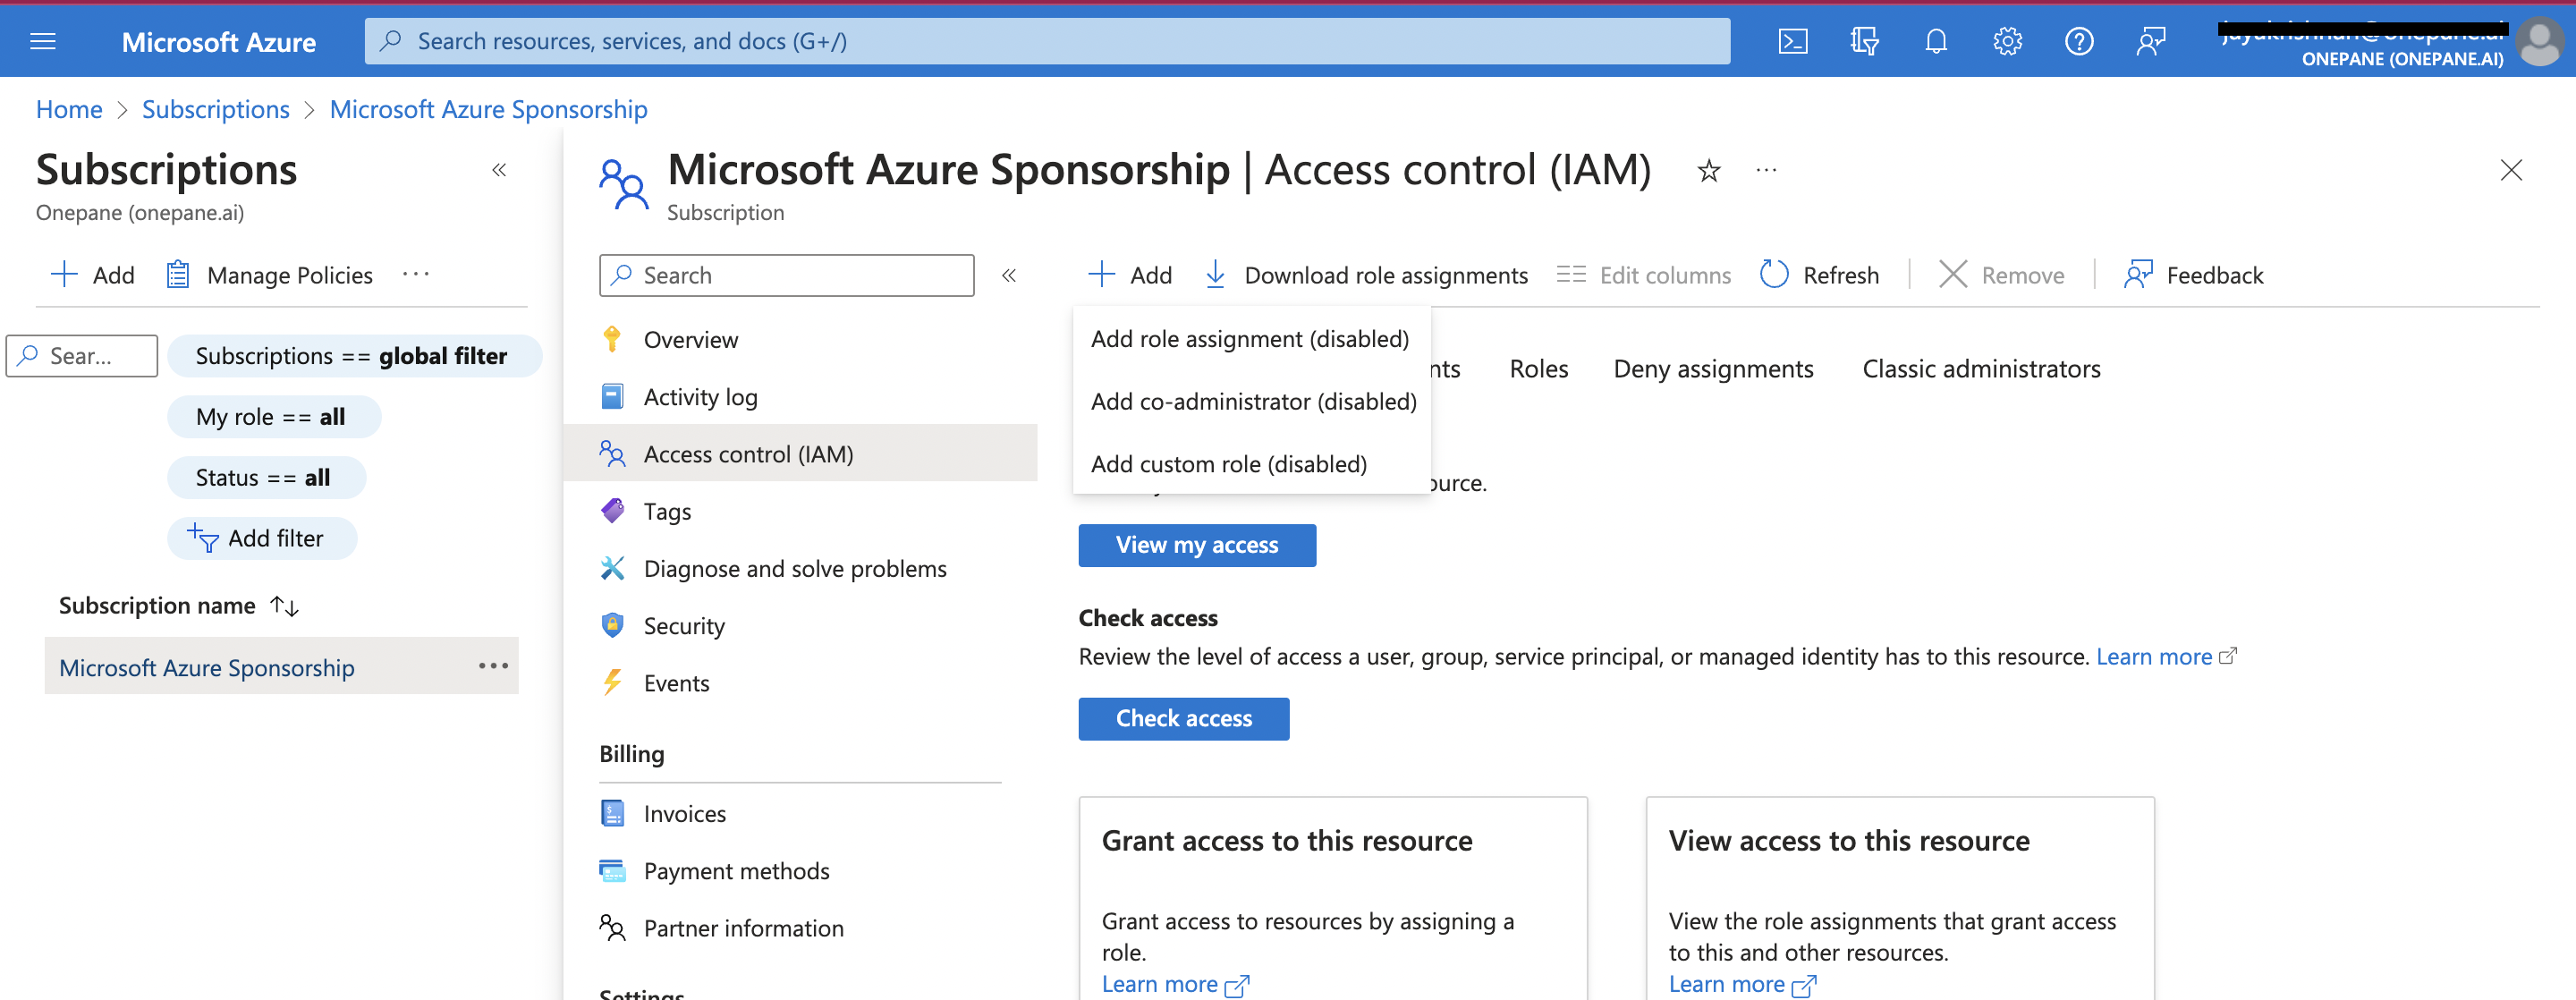 Microsoft Azure
Search resources, services, and docs (G+/)
ONEPANE (ONEPANE.AI)
Home > Subscriptions > Microsoft Azure Sponsorship
Subscriptions
Onepane (onepane.ai)
Add Manage Policies ...
Sear...
Subscriptions == global filter
My role == all
Status == all
Add filter
Subscription name
Microsoft Azure Sponsorship
Microsoft Azure Sponsorship | Access control (IAM)
Subscription
Search
Overview
Activity log
Access control (IAM)
Tags
Diagnose and solve problems
Security
Events
Billing
Invoices
Payment methods
Partner information
Settings
Add Download role assignments Edit columns Refresh Remove Feedback
Add role assignment (disabled)
Add co-administrator (disabled)
Add custom role (disabled)
nts Roles Deny assignments Classic administrators
ource.
View my access
Check access
Review the level of access a user, group, service principal, or managed identity has to this resource. Learn more
Check access
Grant access to this resource
Grant access to resources by assigning a
role.
Learn more
View access to this resource
View the role assignments that grant access
to this and other resources.
Learn more